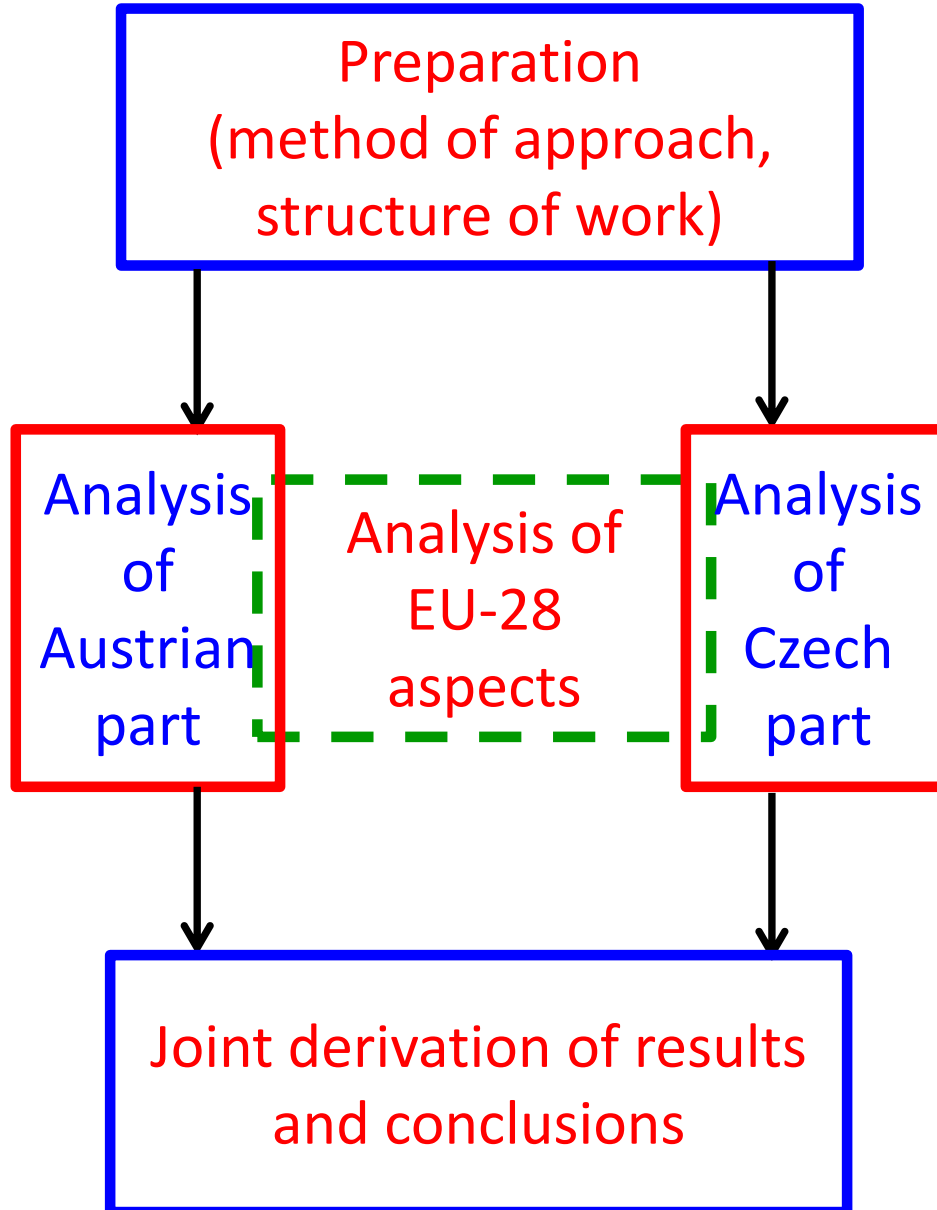 Preparation
(method of approach,
structure of work)
Analysis
of
Austrian
part
Analysis of
EU-28
aspects
Analysis
of
Czech
part
Joint derivation of results
and conclusions